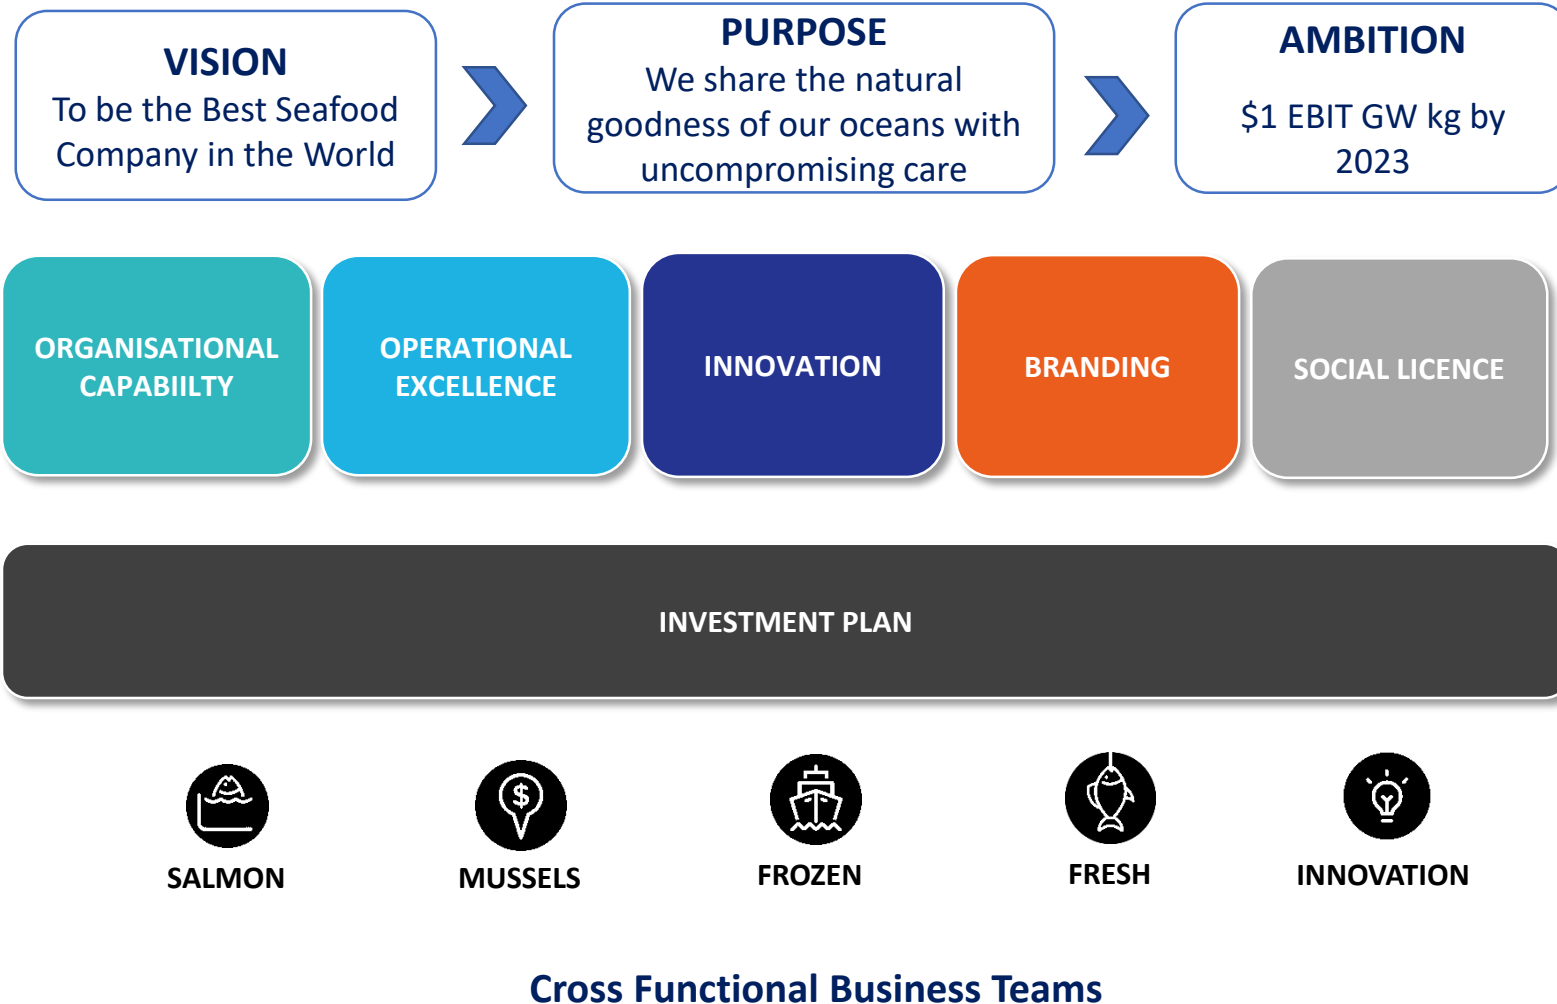 VISION
To be the Best Seafood
Company in the World
PURPOSE
We share the natural
goodness of our oceans with
uncompromising care
AMBITION
$1 EBIT GW kg by
2023
ORGANISATIONAL
CAPABIILTY
OPERATIONAL
EXCELLENCE
INNOVATION
BRANDING
SOCIAL LICENCE
INVESTMENT PLAN
$
SALMON
MUSSELS
FROZEN
FRESH
INNOVATION
Cross Functional Business Teams